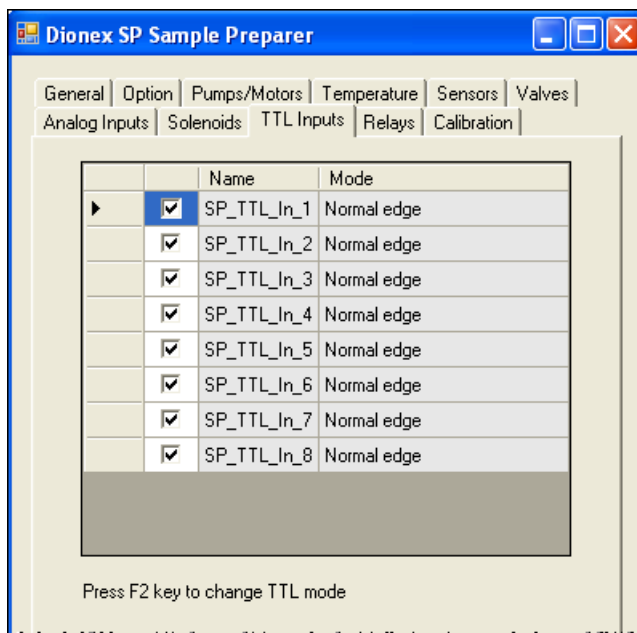 Dionex SP Sample Preparer
General Option Pumps/Motors Temperature Sensors Valves
Analog Inputs Solenoids TTL Inputs Relays Calibration
Name Mode
SP_TTL_In_1 Normal edge
SP_TTL_In_2 Normal edge
SP_TTL_In_3 Normal edge
SP_TTL_In_4 Normal edge
SP_TTL_In_5 Normal edge
SP_TTL_In_6 Normal edge
SP_TTL_In_7 Normal edge
SP_TTL_In_8 Normal edge
Press F2 key to change TTL mode